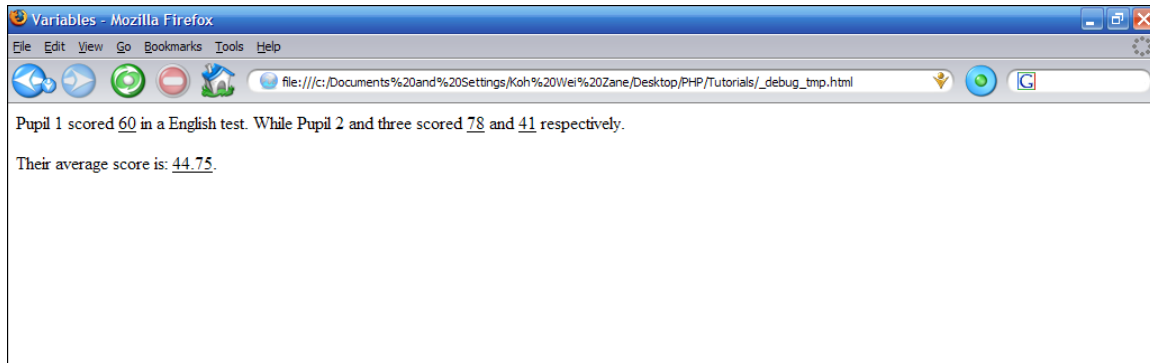 Variables - Mozilla Firefox
File Edit View Go Bookmarks Tools Help
file:///c:/Documents%20and%20Settings/Koh%20Wei%20Zane/Desktop/PHP/Tutorials/_debug_tmp.html
G
Pupil 1 scored 60 in a English test. While Pupil 2 and three scored 78 and 41 respectively.
Their average score is: 44.75.